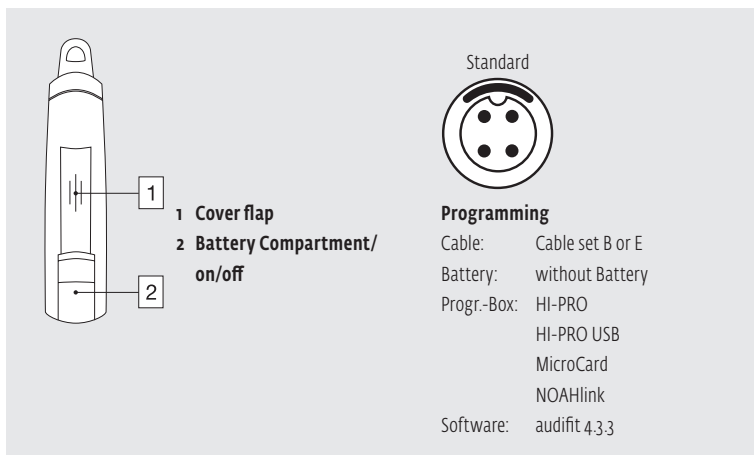 1
2
1 Cover flap
2 Battery Compartment/
on/off
Standard
Programming
Cable: Cable set B or E
Battery: without Battery
Progr.-Box: HI-PRO
HI-PRO USB
MicroCard
NOAHlink
Software: audifit 4.3.3